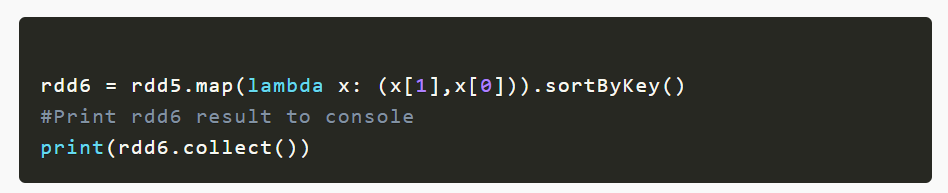 rdd6 = rdd5.map(lambda x: (x[1],x[0])).sortByKey()
#Print rdd6 result to console
print(rdd6.collect())